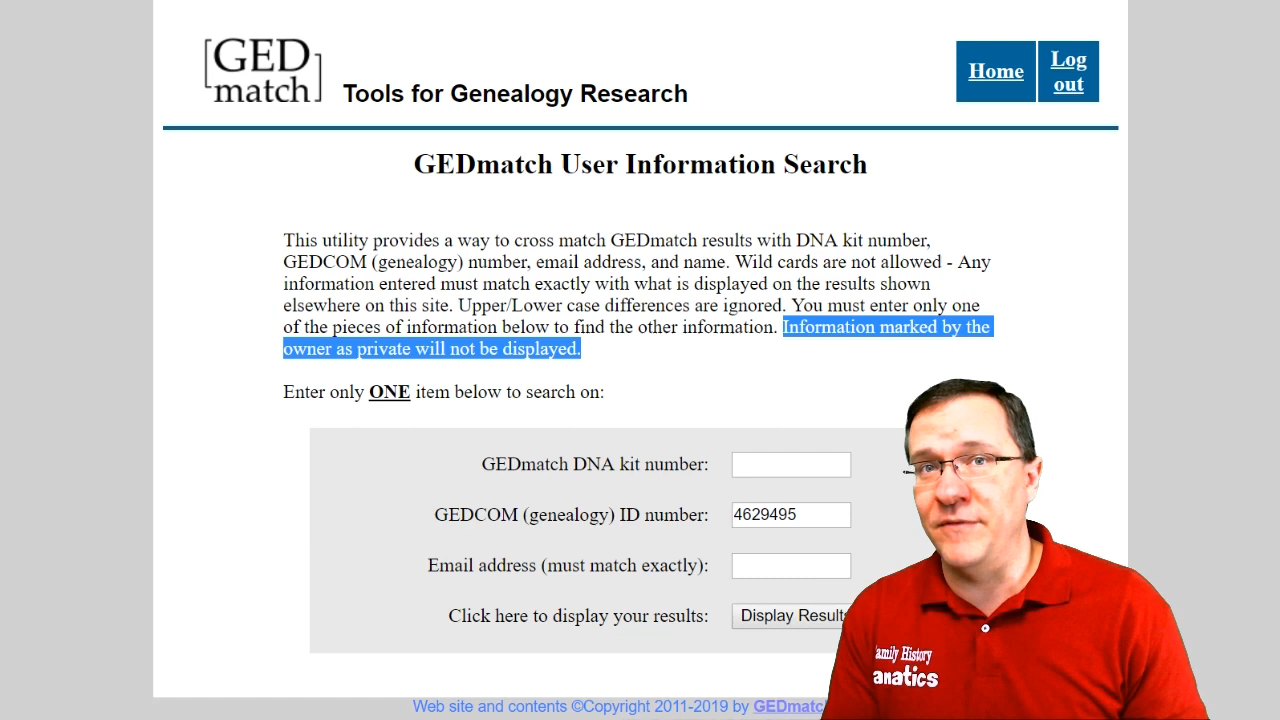 [GED
match]
Tools for Genealogy Research
Home
Log
out
GEDmatch User Information Search
This utility provides a way to cross match GEDmatch results with DNA kit number,
GEDCOM (genealogy) number, email address, and name. Wild cards are not allowed - Any
information entered must match exactly with what is displayed on the results shown
elsewhere on this site. Upper/Lower case differences are ignored. You must enter only one
of the pieces of information below to find the other information. Information marked by the
owner as private will not be displayed.
Enter only ONE item below to search on:
GEDmatch DNA kit number:
GEDCOM (genealogy) ID number: 4629495
Email address (must match exactly):
Click here to display your results: Display Results
Web site and contents ©Copyright 2011-2019 by GEDmatc
amily History
anatics